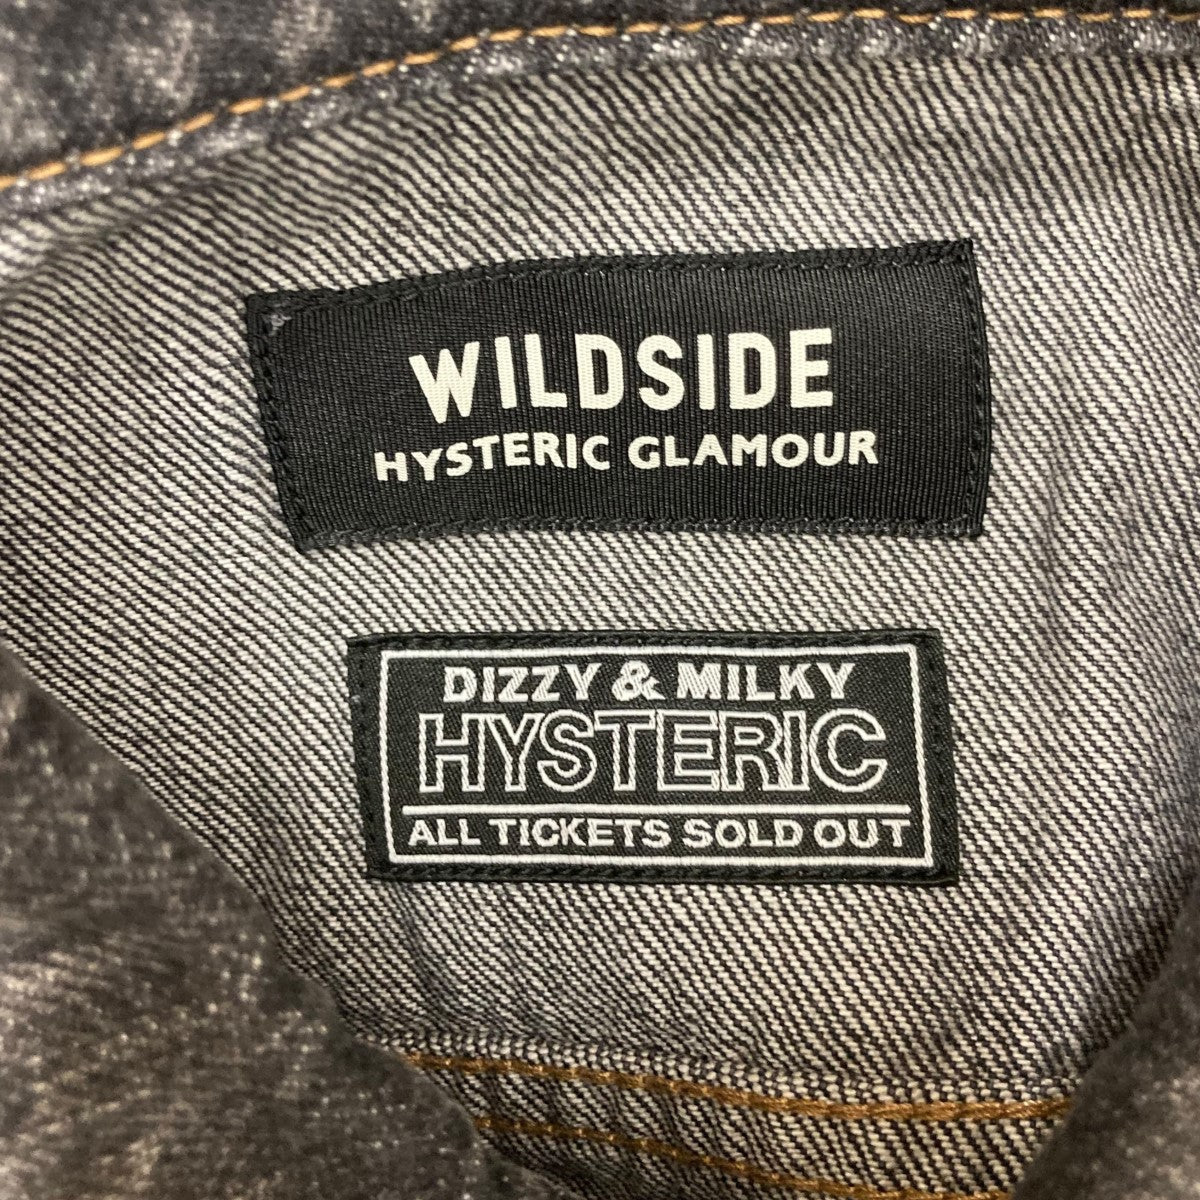 WILDSIDE
HYSTERIC GLAMOUR
DIZZY & MILKY
HYSTERIC
ALL TICKETS SOLD OUT